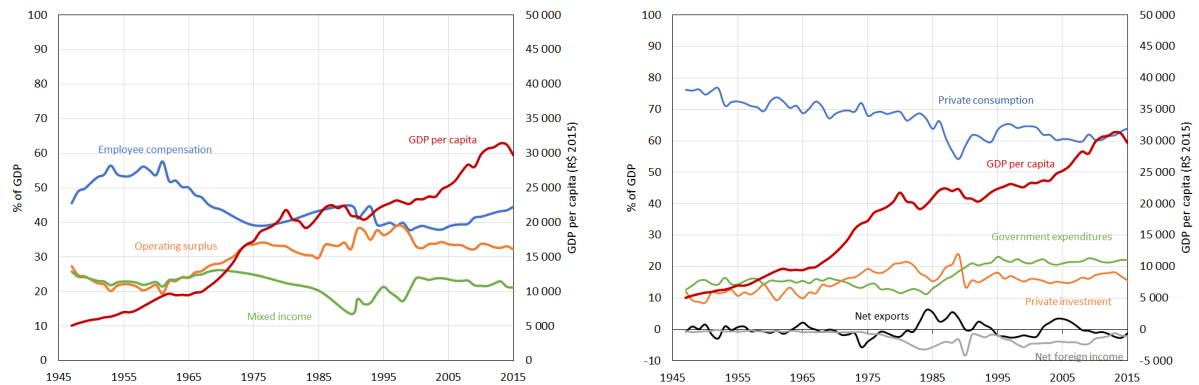 100
90
80
70
60
50
40
30
20
10
0
% of GDP
50 000
45 000
40 000
35 000
30 000
25 000
20 000
15 000
10 000
5 000
0
GDP per capita (R$ 2015)
GDP per capita
Employee compensation
Operating surplus
Mixed income
1945 1955 1965 1975 1985 1995 2005 2015
100
90
80
70
60
50
40
30
20
10
0
-10
% of GDP
50 000
45 000
40 000
35 000
30 000
25 000
20 000
15 000
10 000
5 000
0
-5 000
GDP per capita (R$ 2015)
Private consumption
GDP per capita
Government expenditures
Private investment
Net exports
Net foreign income
1945 1955 1965 1975 1985 1995 2005 2015